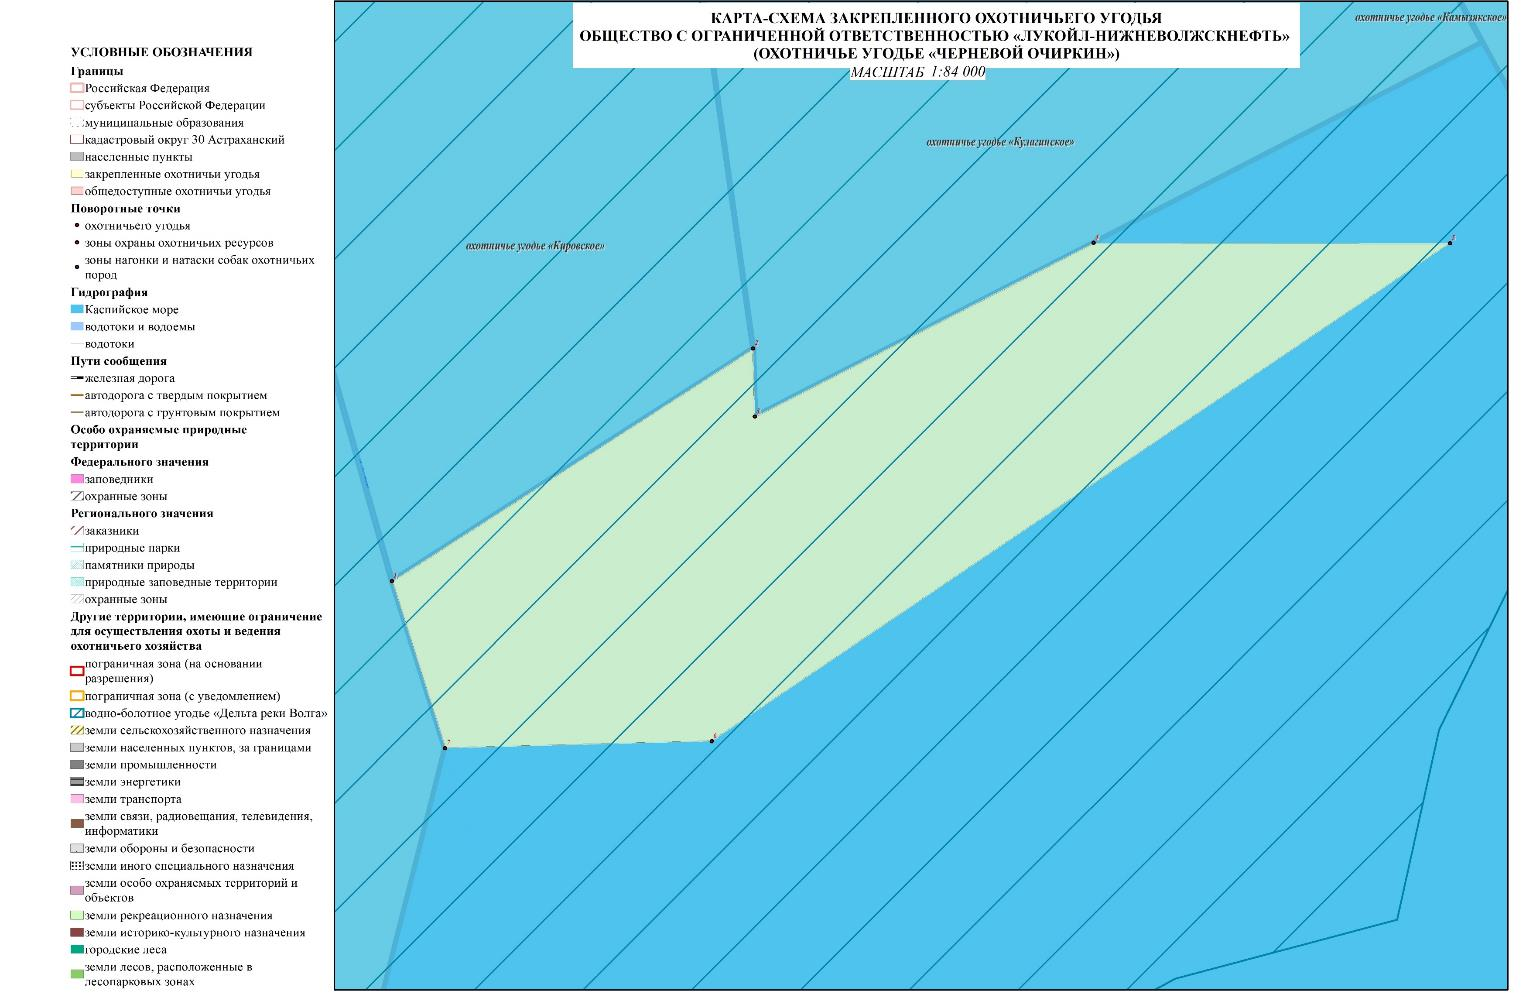 КАРТА-СХЕМА ЗАКРЕПЛЕННОГО ОХОТНИЧЬЕГО УГОДЬЯ
ОБЩЕСТВО С ОГРАНИЧЕННОЙ ОТВЕТСТВЕННОСТЬЮ «ЛУКОЙЛ-НИЖНЕВОЛЖСКНЕФТЬ»
(ОХОТНИЧЬЕ УГОДЬЕ «ЧЕРНЕВОЙ ОЧИРКИН»)
МАСШТАБ 1:84 000
охотничье угодье «Камызякское»
охотничье угодье «Кулагинское»
охотничье угодье «Кировское»
1
2
3
4
5
6
7
УСЛОВНЫЕ ОБОЗНАЧЕНИЯ
Границы
Российская Федерация
субъекты Российской Федерации
муниципальные образования
кадастровый округ 30 Астраханский
населенные пункты
закрепленные охотничьи угодья
общедоступные охотничьи угодья
Поворотные точки
охотничьего угодья
зоны охраны охотничьих ресурсов
зоны нагонки и натаски собак охотничьих
пород
Гидрография
Каспийское море
водотоки и водоемы
водотоки
Пути сообщения
железная дорога
автодорога с твердым покрытием
автодорога с грунтовым покрытием
Особо охраняемые природные
территории
Федерального значения
заповедники
охранные зоны
Регионального значения
заказники
природные парки
памятники природы
природные заповедные территории
охранные зоны
Другие территории, имеющие ограничение
для осуществления охоты и ведения
охотничьего хозяйства
пограничная зона (на основании
разрешения)
пограничная зона (с уведомлением)
водно-болотное угодье «Дельта реки Волга»
земли сельскохозяйственного назначения
земли населенных пунктов, за границами
земли промышленности
земли энергетики
земли транспорта
земли связи, радиовещания, телевидения,
информатики
земли обороны и безопасности
земли иного специального назначения
земли особо охраняемых территорий и
объектов
земли рекреационного назначения
земли историко-культурного назначения
городские леса
земли лесов, расположенные в
лесопарковых зонах